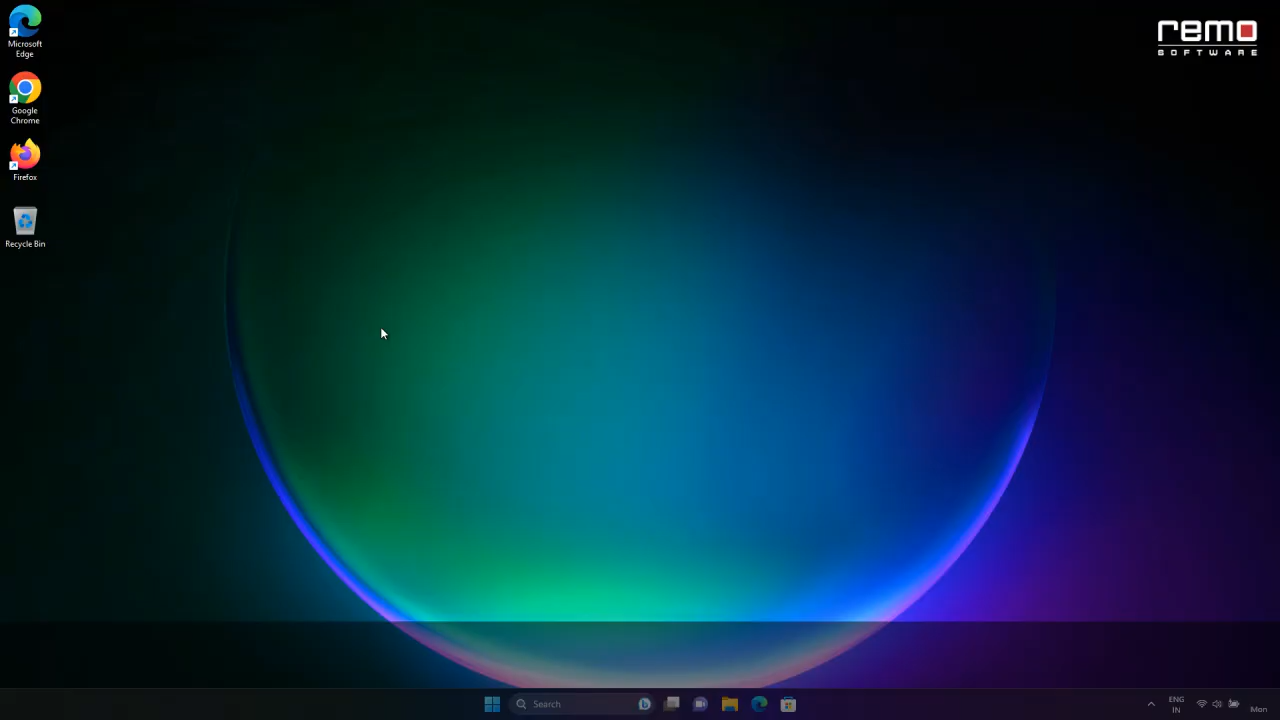 Microsoft
Edge
remo
SOFTWARE
Google
Chrome
Firefox
Recycle Bin
Search
ENG
IN
Mon